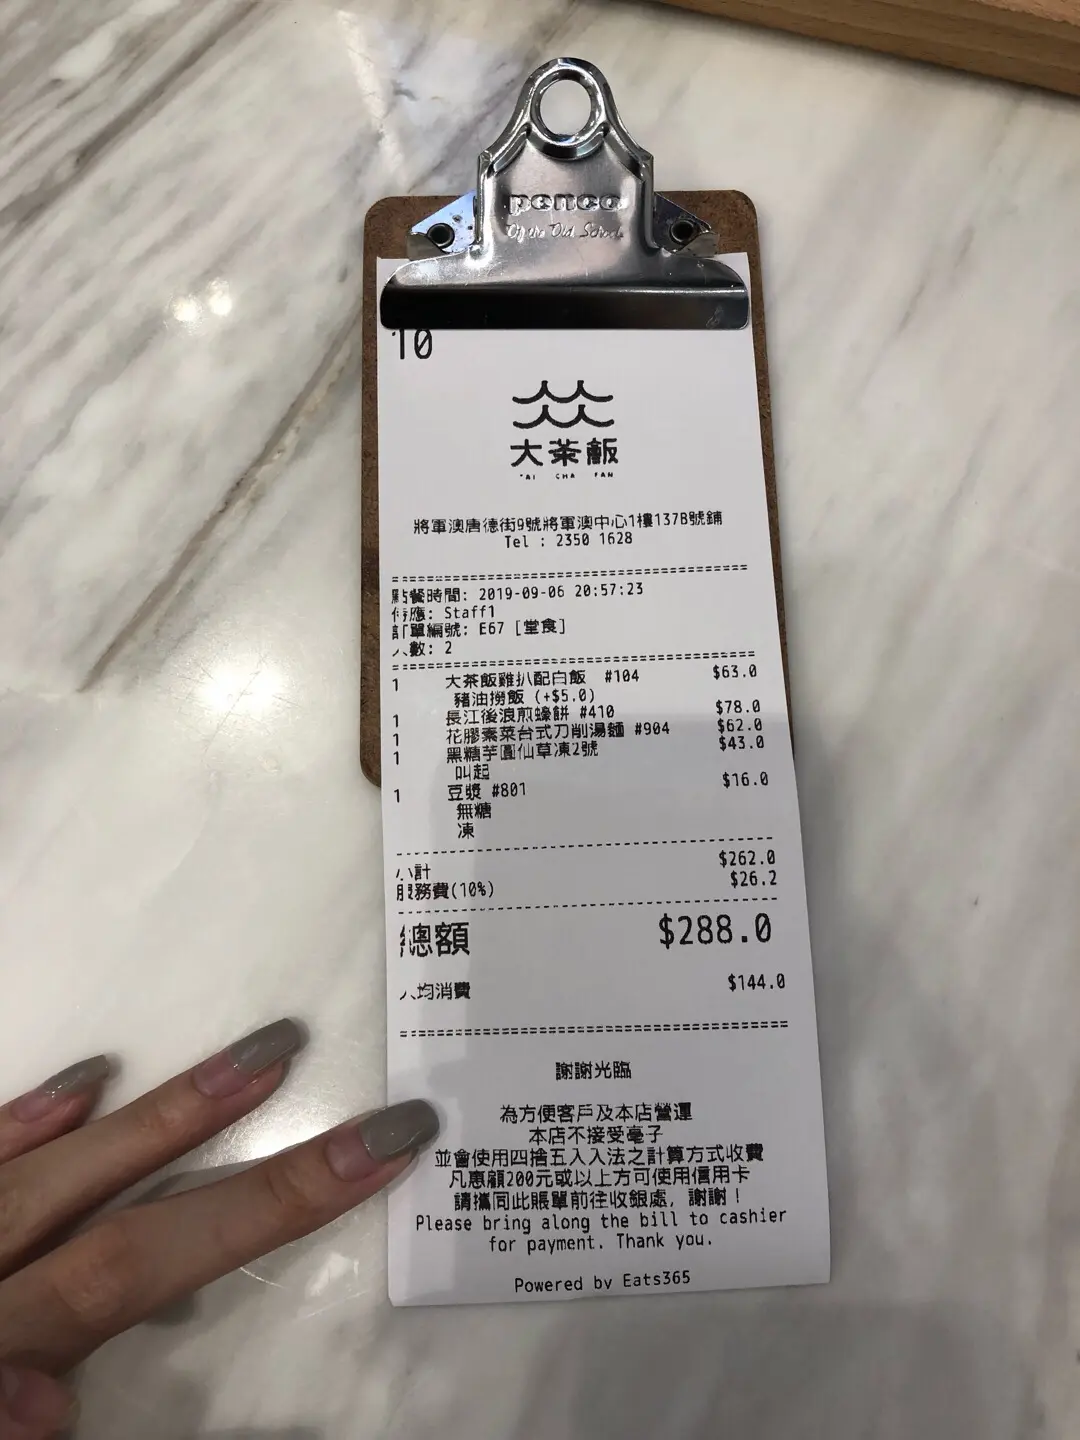 penco
Of the Old School
10
大茶飯
TAI CHA FAN
將軍澳唐德街9號將軍澳中心1樓137B號鋪
Tel : 2350 1628
點餐時間: 2019-09-06 20:57:23
侍應: Staff1
訂單編號: E67 [堂食]
人數: 2
1 大茶飯雞扒配白飯 #104 $63.0
豬油撈飯 (+$5.0)
1 長江後浪煎蠔餅 #410 $78.0
1 花膠素菜台式刀削湯麵 #904 $62.0
1 黑糖芋圓仙草凍2號 $43.0
叫起
1 豆漿 #801 $16.0
無糖
凍
小計 $262.0
服務費(10%) $26.2
總額 $288.0
人均消費 $144.0
謝謝光臨
為方便客戶及本店營運
本店不接受毫子
並會使用四捨五入入法之計算方式收費
凡惠顧200元或以上方可使用信用卡
請攜同此賬單前往收銀處, 謝謝！
Please bring along the bill to cashier
for payment. Thank you.
Powered by Eats365